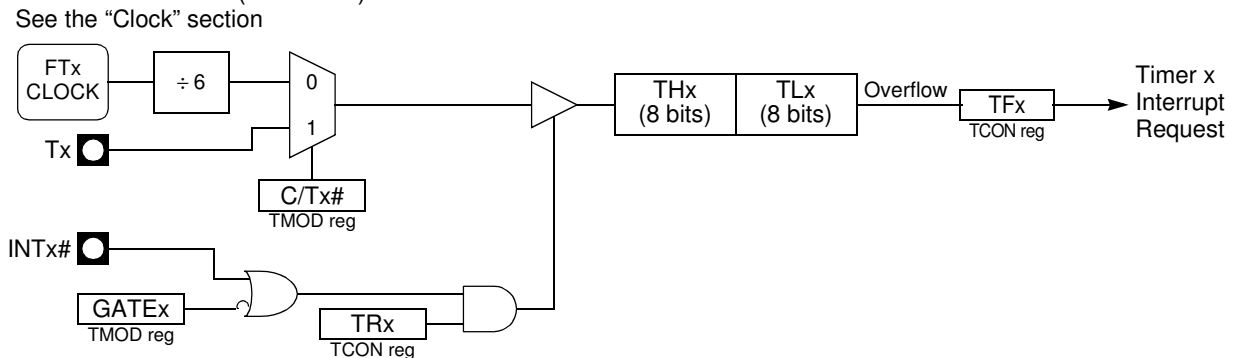 See the “Clock” section
FTx
CLOCK
÷ 6
0
1
Tx
C/Tx#
TMOD reg
THx
(8 bits)
TLx
(8 bits)
Overflow
TFx
TCON reg
Timer x
Interrupt
Request
INTx#
GATEx
TMOD reg
TRx
TCON reg